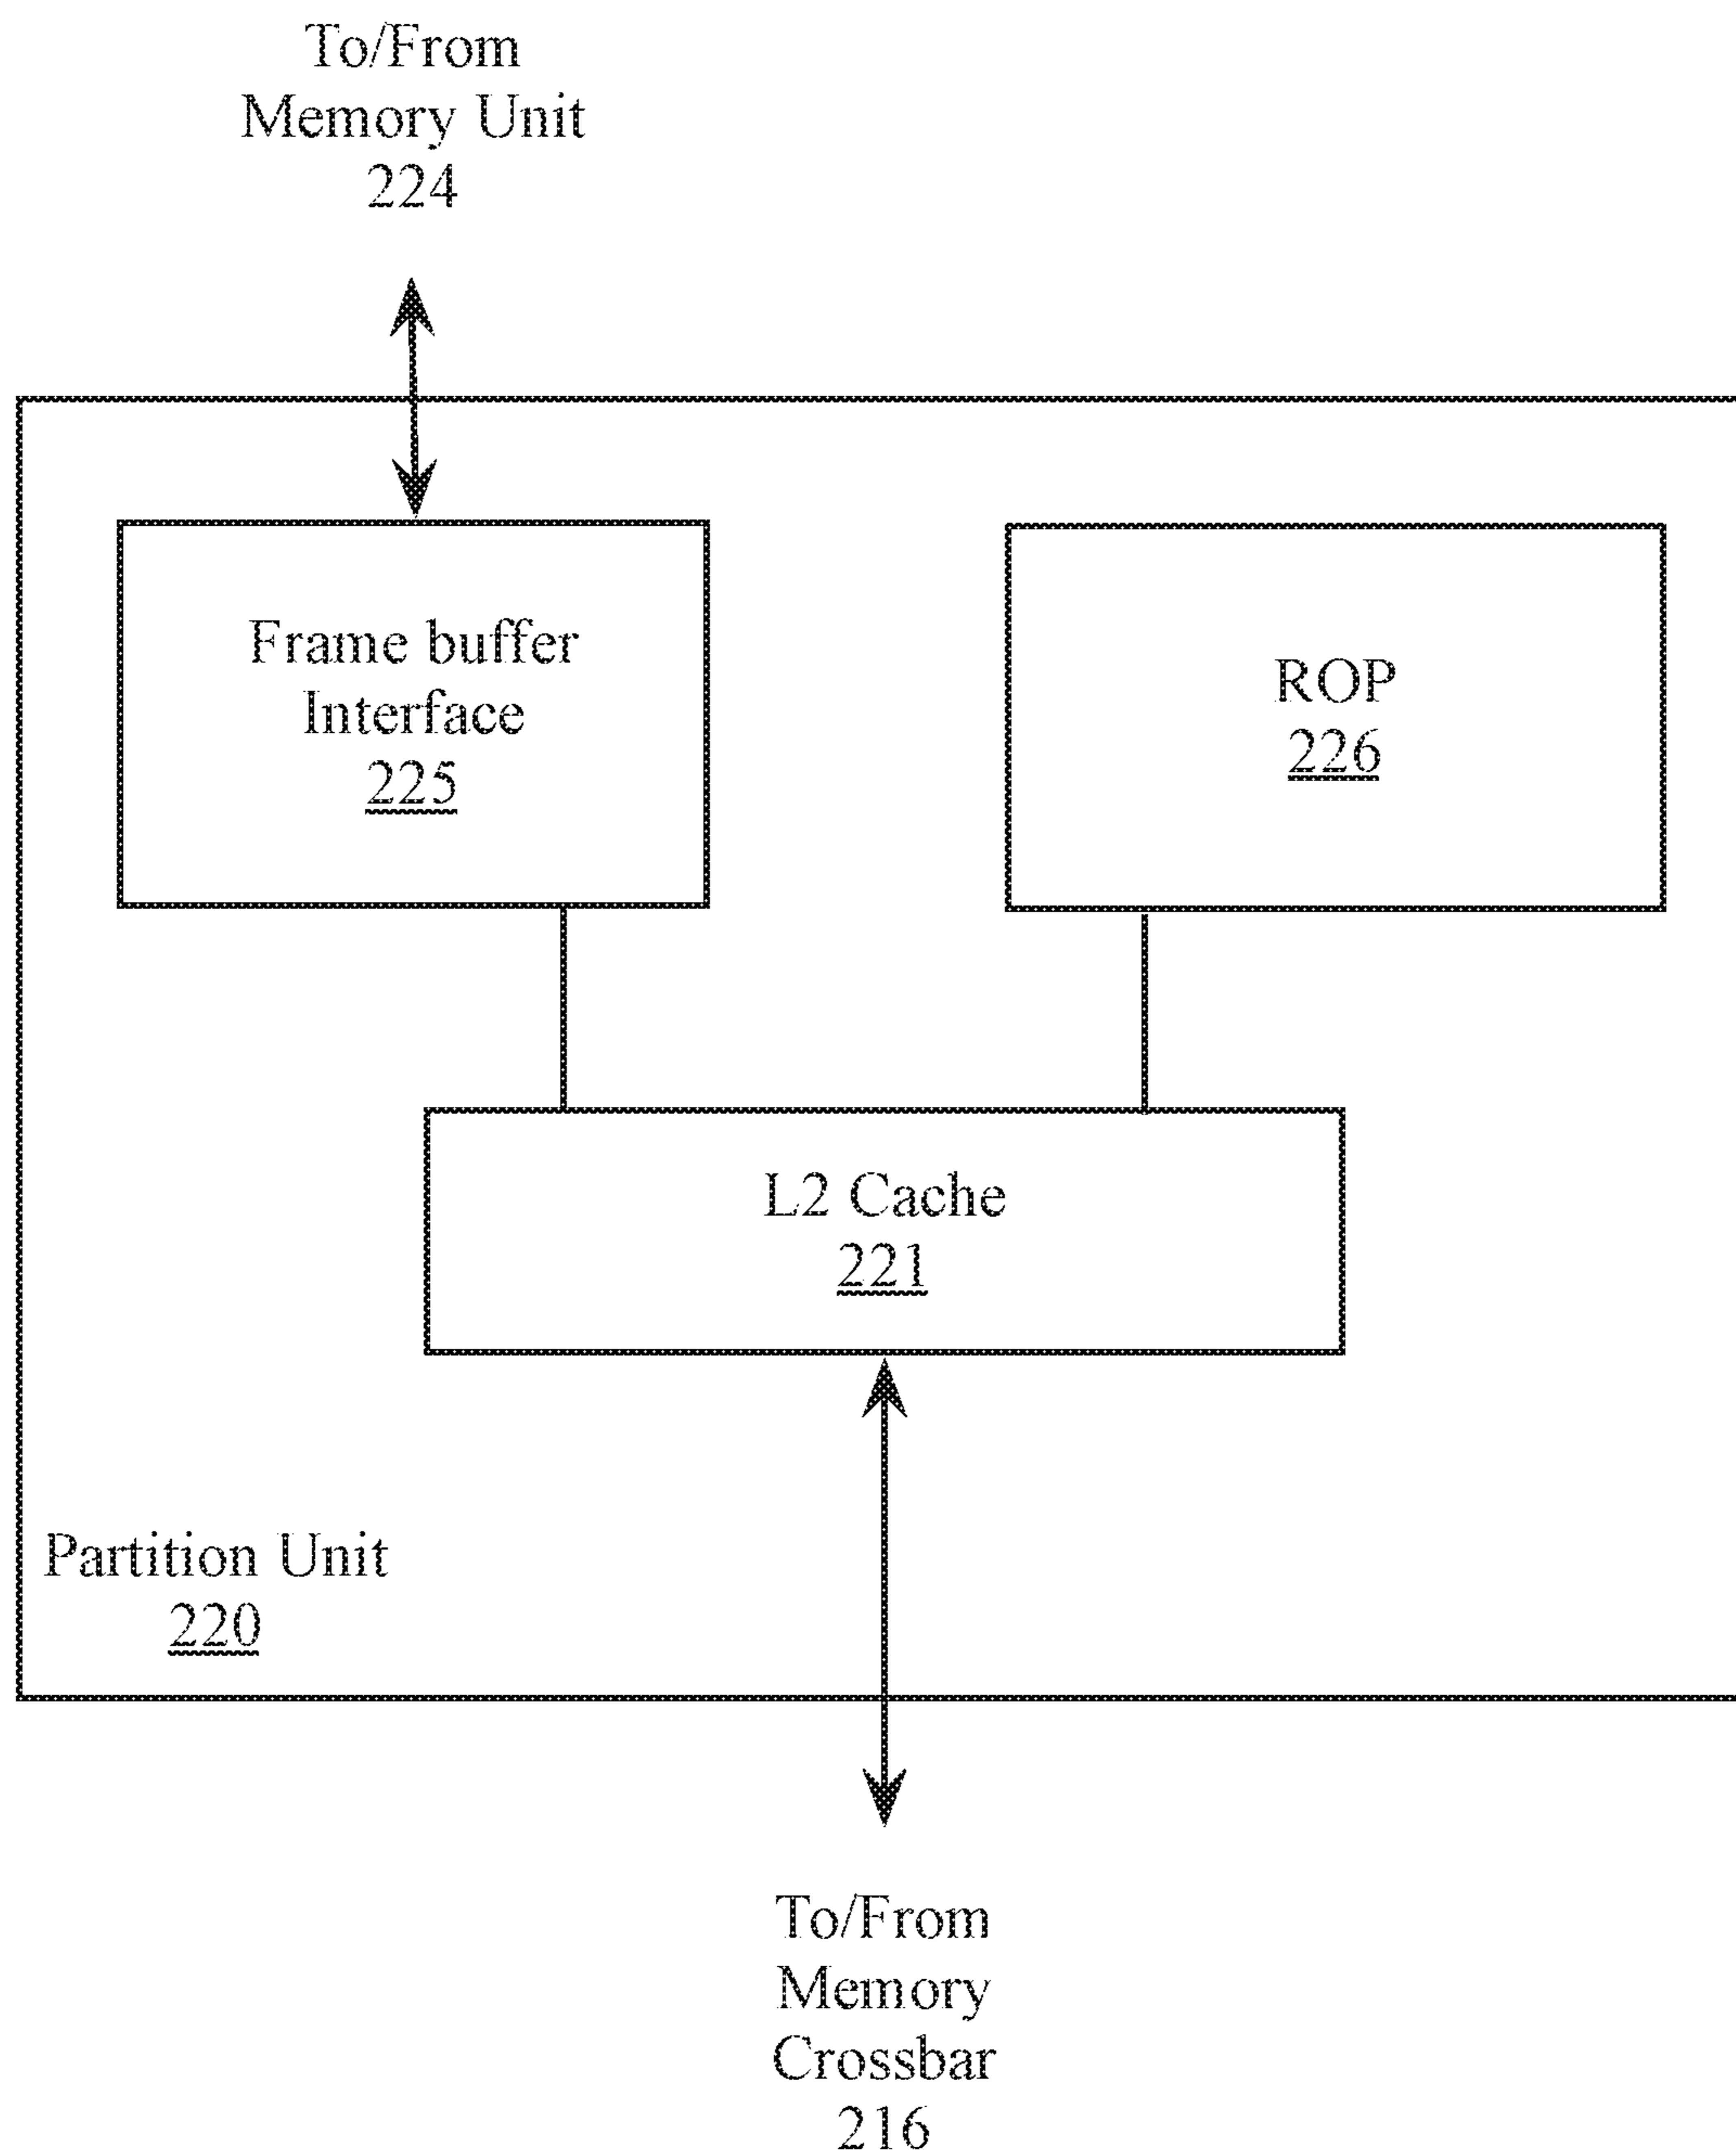 To/From
Memory Unit
224
Frame buffer
Interface
225
ROP
226
L2 Cache
221
Partition Unit
220
To/From
Memory
Crossbar
216